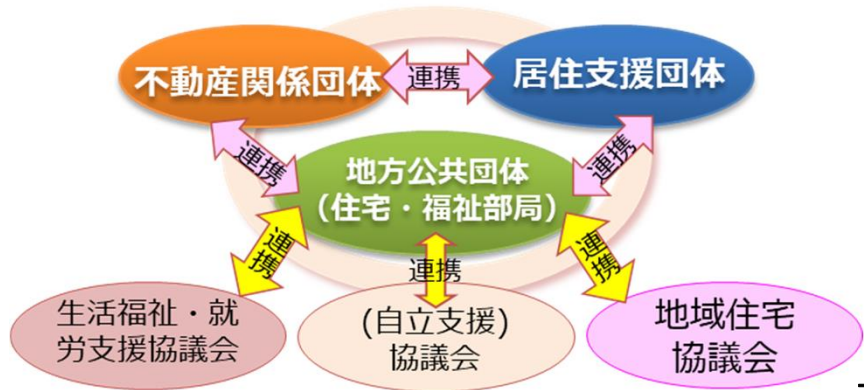 不動産関係団体
連携
居住支援団体
連携
地方公共団体
(住宅・福祉部局)
連携
連携
連携
連携
生活福祉・就
労支援協議会
(自立支援)
協議会
地域住宅
協議会